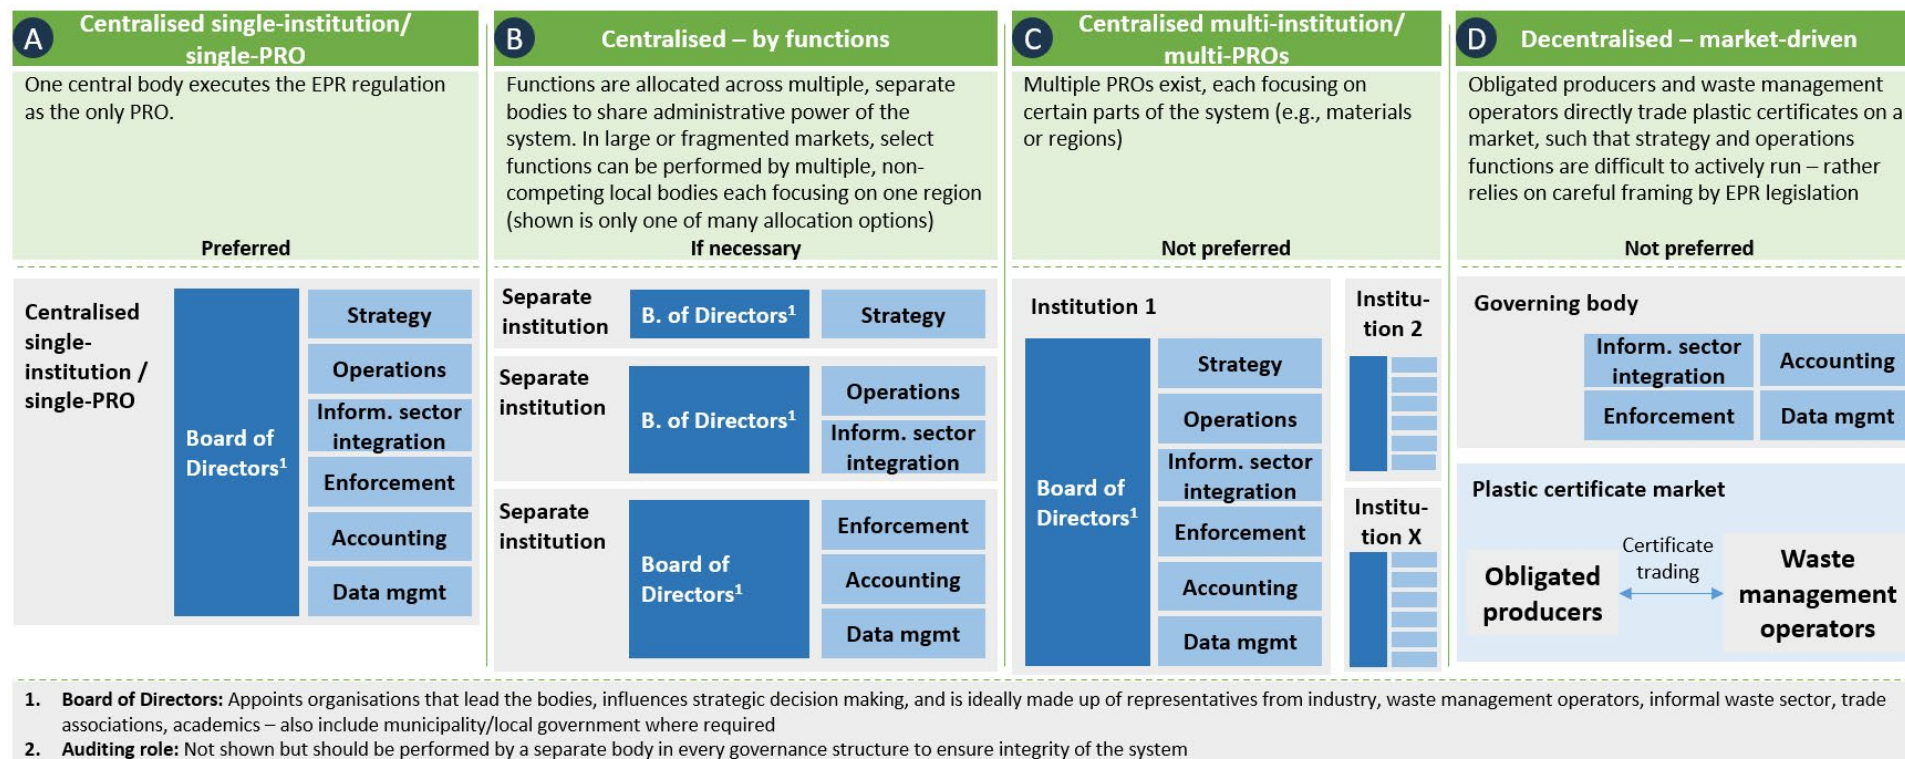 A
Centralised single-institution/
single-PRO
One central body executes the EPR regulation
as the only PRO.
Preferred
Centralised
single-
institution /
single-PRO
Board of
Directors1
Strategy
Operations
Inform. sector
integration
Enforcement
Accounting
Data mgmt
B
Centralised – by functions
Functions are allocated across multiple, separate
bodies to share administrative power of the
system. In large or fragmented markets, select
functions can be performed by multiple, non-
competing local bodies each focusing on one region
(shown is only one of many allocation options)
If necessary
Separate
institution
B. of Directors1
Strategy
Separate
institution
B. of Directors1
Operations
Inform. sector
integration
Separate
institution
Board of
Directors1
Enforcement
Accounting
Data mgmt
C
Centralised multi-institution/
multi-PROs
Multiple PROs exist, each focusing on
certain parts of the system (e.g., materials
or regions)
Not preferred
Institution 1
Board of
Directors1
Strategy
Operations
Inform. sector
integration
Enforcement
Accounting
Data mgmt
Institu-
tion 2
Institu-
tion X
D
Decentralised – market-driven
Obligated producers and waste management
operators directly trade plastic certificates on a
market, such that strategy and operations
functions are difficult to actively run – rather
relies on careful framing by EPR legislation
Not preferred
Governing body
Inform. sector
integration
Accounting
Enforcement
Data mgmt
Plastic certificate market
Obligated
producers
Certificate
trading
Waste
management
operators
1. Board of Directors: Appoints organisations that lead the bodies, influences strategic decision making, and is ideally made up of representatives from industry, waste management operators, informal waste sector, trade
associations, academics – also include municipality/local government where required
2. Auditing role: Not shown but should be performed by a separate body in every governance structure to ensure integrity of the system